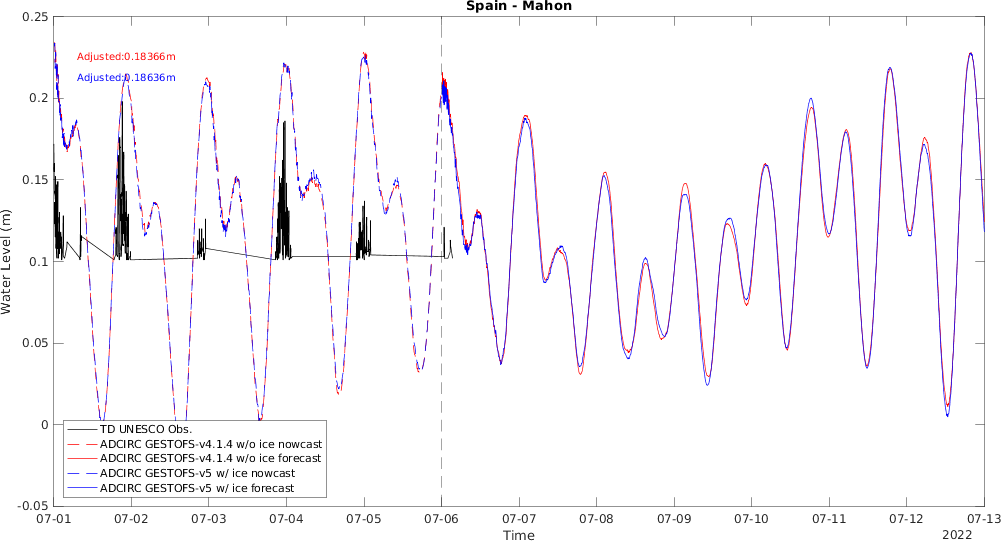 Spain - Mahon
0.25
0.2
0.15
0.1
0.05
0
-0.05
Water Level (m)
Adjusted:0.18366m
Adjusted:0.18636m
TD UNESCO Obs.
ADCIRC GESTOFS-v4.1.4 w/o ice nowcast
ADCIRC GESTOFS-v4.1.4 w/o ice forecast
ADCIRC GESTOFS-v5 w/ ice nowcast
ADCIRC GESTOFS-v5 w/ ice forecast
07-01 07-02 07-03 07-04 07-05 07-06 07-07 07-08 07-09 07-10 07-11 07-12 07-13
Time
2022